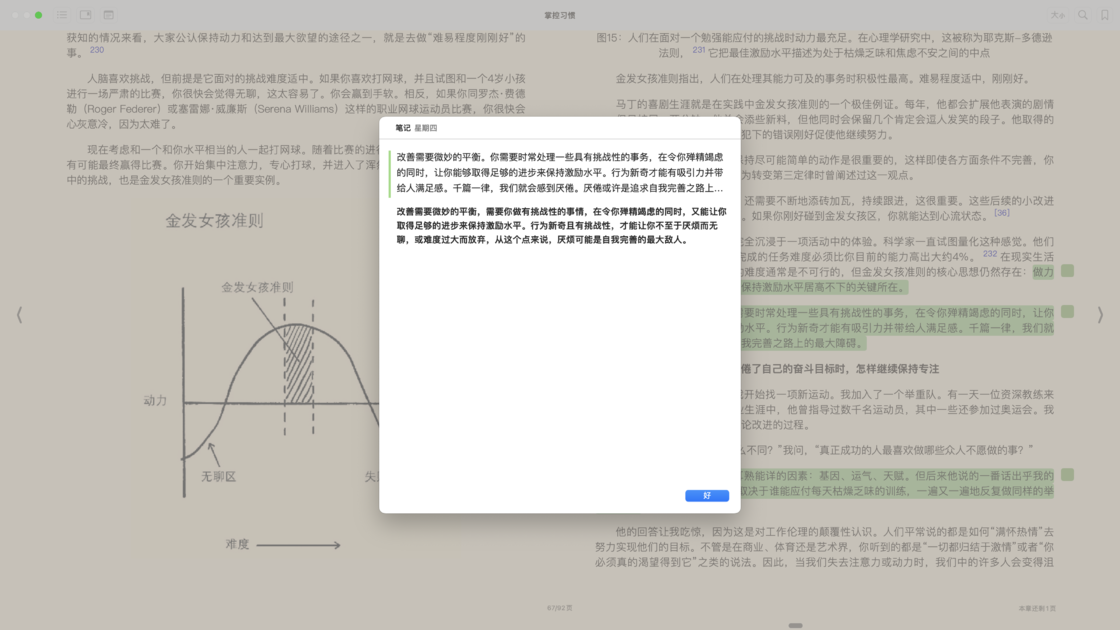 掌控习惯
大小
获知的情况来看，大家公认保持动力和达到最大欲望的途径之一，就是去做“难易程度刚刚好”的
事。230
人脑喜欢挑战，但前提是它面对的挑战难度适中。如果你喜欢打网球，并且试图和一个4岁小孩
进行一场严肃的比赛，你很快会觉得无聊，这太容易了。你会赢到手软。相反，如果你同罗杰·费德
勒（Roger Federer）或塞雷娜·威廉斯（Serena Williams）这样的职业网球运动员比赛，你很快会
心灰意冷，因为太难了。
现在考虑和一个和你水平相当的人一起打网球。随着比赛的进
有可能最终赢得比赛。你开始集中注意力，专心打球，并进入了浑
中的挑战，也是金发女孩准则的一个重要实例。
金发女孩准则
金发女孩准则
动力
无聊区
失
难度
图15：人们在面对一个勉强能应付的挑战时动力最充足。在心理学研究中，这被称为耶克斯-多德逊
法则，231它把最佳激励水平描述为处于枯燥乏味和焦虑不安之间的中点
金发女孩准则指出，人们在处理其能力可及的事务时积极性最高。难易程度适中，刚刚好。
马丁的喜剧生涯就是在实践中金发女孩准则的一个极佳例证。每年，他都会扩展他表演的剧情
添些新料，但他同时会保留几个肯定会逗人发笑的段子。他取得的
犯下的错误刚好促使他继续努力。
持尽可能简单的动作是很重要的，这样即使各方面条件不完善，你
为转变第三定律时曾阐述过这一观点。
还需要不断地添砖加瓦，持续跟进，这很重要。这些后续的小改进
。如果你刚好碰到金发女孩区，你就能达到心流状态。[36]
全沉浸于一项活动中的体验。科学家一直试图量化这种感觉。他们
完成的任务难度必须比你目前的能力高出大约4%。232 在现实生活
难度通常是不可行的，但金发女孩准则的核心思想仍然存在：做力
保持激励水平居高不下的关键所在。
要时常处理一些具有挑战性的事务，在令你殚精竭虑的同时，让你
水平。行为新奇才能有吸引力并带给人满足感。千篇一律，我们就
我完善之路上的最大障碍。
倦了自己的奋斗目标时，怎样继续保持专注
开始找一项新运动。我加入了一个举重队。有一天一位资深教练来
生涯中，他曾指导过数千名运动员，其中一些还参加过奥运会。我
论改进的过程。
么不同？”我问，“真正成功的人最喜欢做哪些众人不愿做的事？”
熟能详的因素：基因、运气、天赋。但后来他说的一番话出乎我的
取决于谁能应付每天枯燥乏味的训练，一遍又一遍地反复做同样的举
他的回答让我吃惊，因为这是对工作伦理的颠覆性认识。人们平常说的都是如何“满怀热情”去
努力实现他们的目标。不管是在商业、体育还是艺术界，你听到的都是“一切都归结于激情”或者“你
必须真的渴望得到它”之类的说法。因此，当我们失去注意力或动力时，我们中的许多人会变得沮
笔记 星期四
改善需要微妙的平衡。你需要时常处理一些具有挑战性的事务，在令你殚精竭虑
的同时，让你能够取得足够的进步来保持激励水平。行为新奇才能有吸引力并带
给人满足感。千篇一律，我们就会感到厌倦。厌倦或许是追求自我完善之路上...
改善需要微妙的平衡，需要你做有挑战性的事情，在令你殚精竭虑的同时，又能让你
取得足够的进步来保持激励水平。行为新奇且有挑战性，才能让你不至于厌烦而无
聊，或难度过大而放弃，从这个点来说，厌烦可能是自我完善的最大敌人。
好
67/93 页
本章还剩 1 页